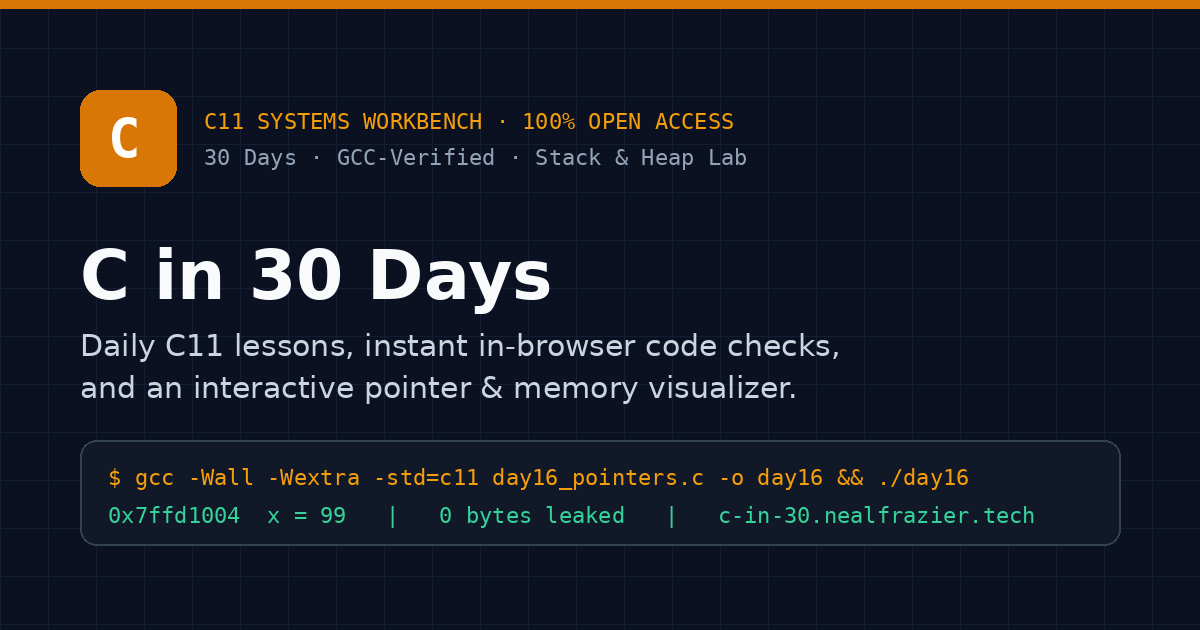 C
C11 SYSTEMS WORKBENCH · 100% OPEN ACCESS
30 Days · GCC-Verified · Stack & Heap Lab
C in 30 Days
Daily C11 lessons, instant in-browser code checks,
and an interactive pointer & memory visualizer.
$ gcc -Wall -Wextra -std=c11 day16_pointers.c -o day16 && ./day16
0x7ffd1004  x = 99   |   0 bytes leaked   |   c-in-30.nealfrazier.tech